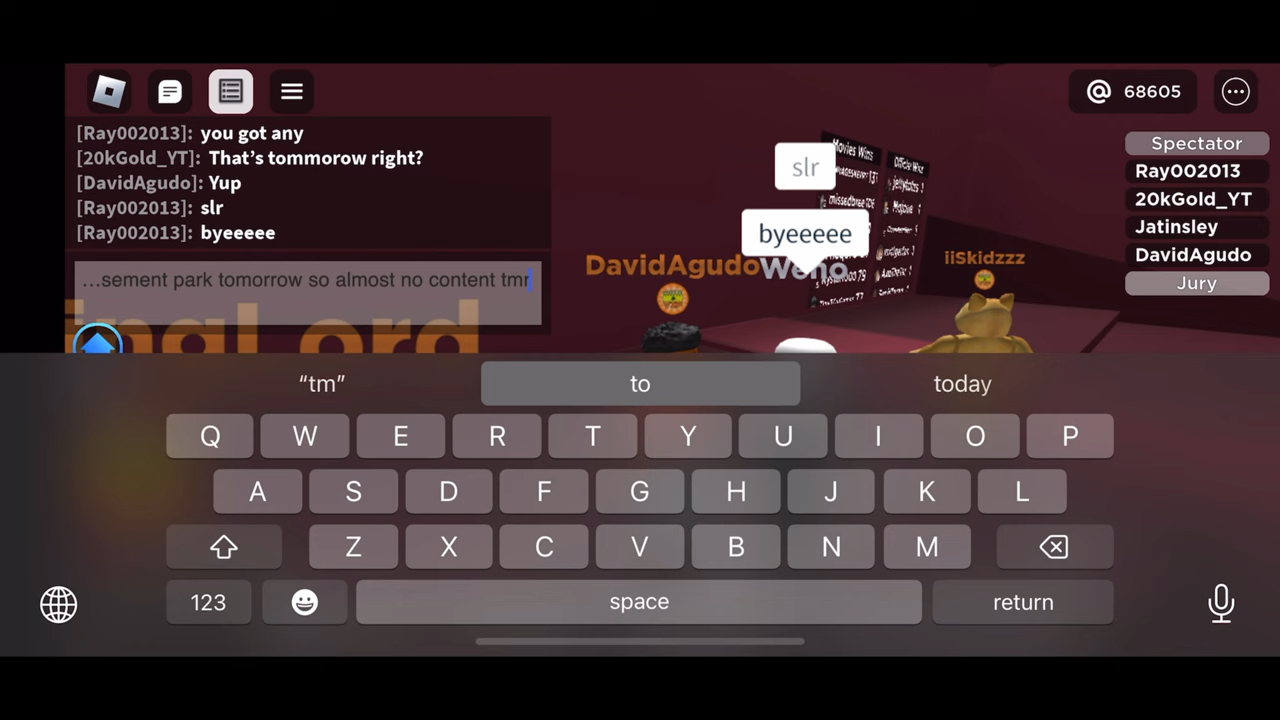 @ 68605
[Ray002013]: you got any
[20kGold_YT]: That's tommorow right?
[DavidAgudo]: Yup
[Ray002013]: slr
[Ray002013]: byeeeee
...sement park tomorrow so almost no content tmr
slr
byeeeee
DavidAgudo
iiSkidzzz
Movies Wins
Spectator
Ray002013
20kGold_YT
Jatinsley
DavidAgudo
Jury
"tm" to today
Q W E R T Y U I O P
A S D F G H J K L
Z X C V B N M
123 space return